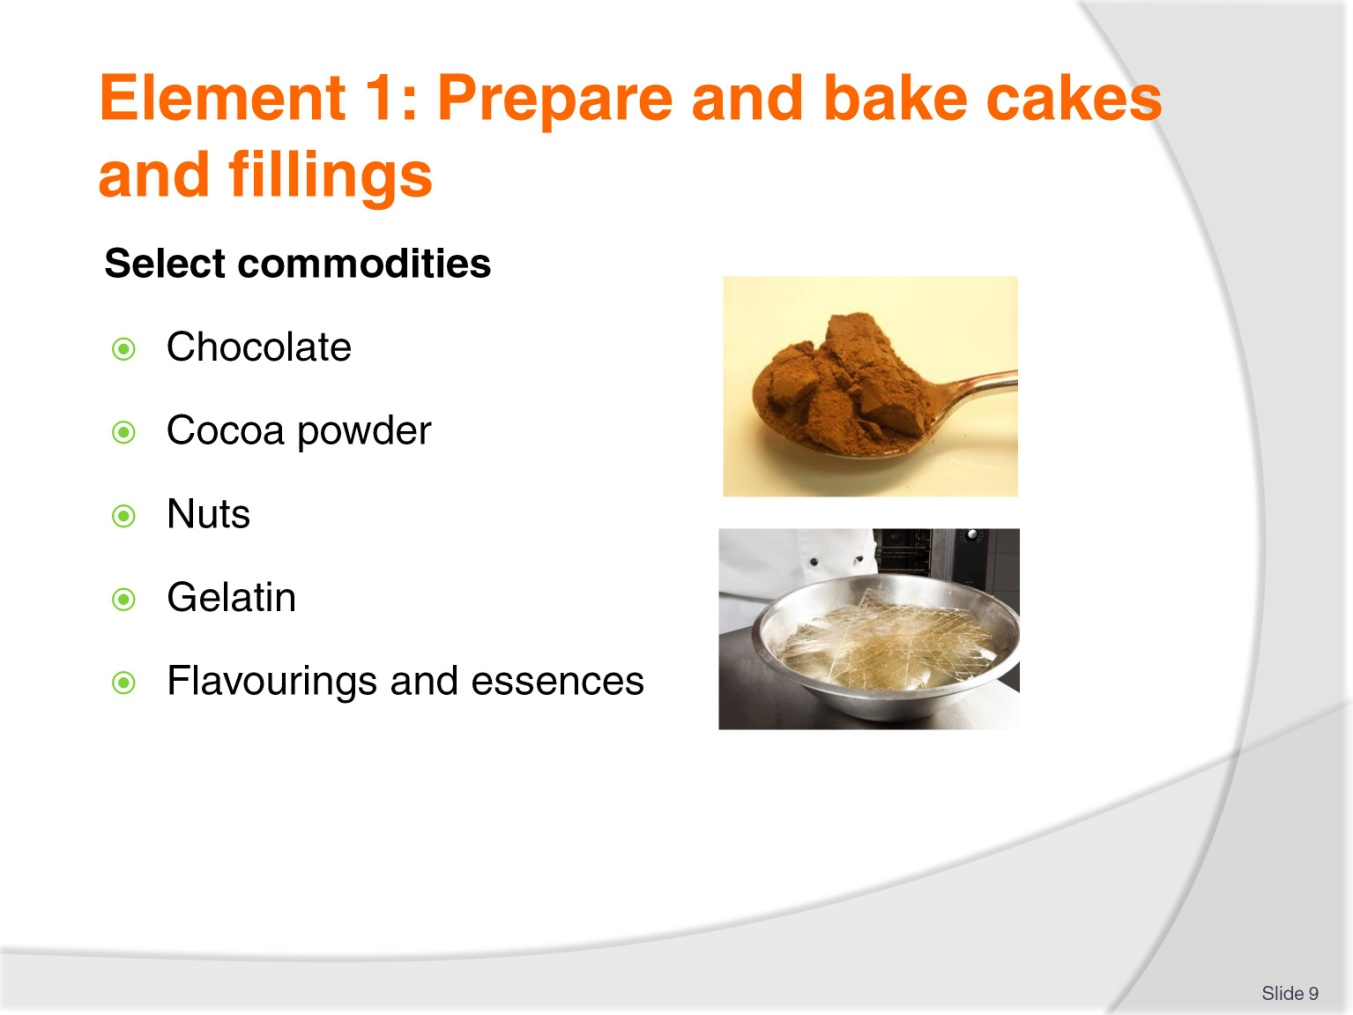 Element 1: Prepare and bake cakes
and fillings
Select commodities
Chocolate
Cocoa powder
Nuts
Gelatin
Flavourings and essences
Slide 9